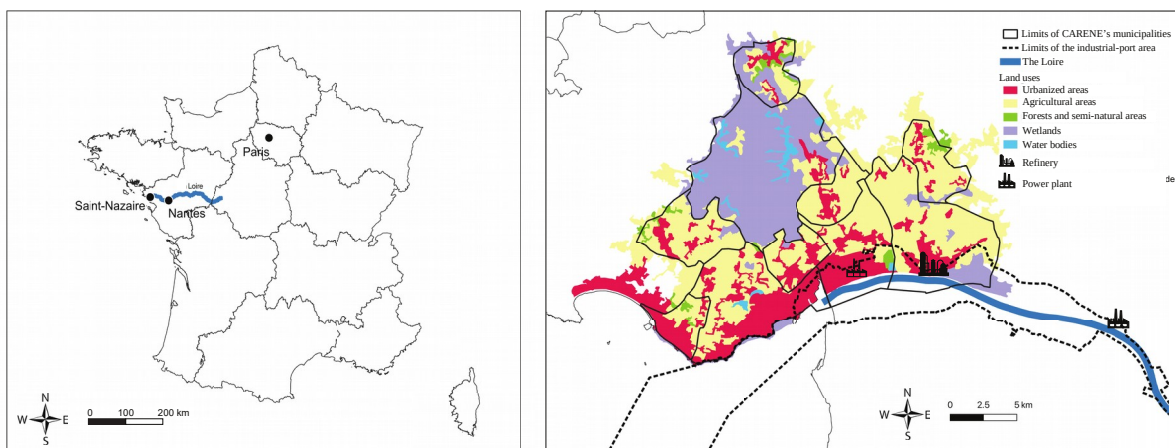 Paris
Loire
Saint-Nazaire
Nantes
N
W E
S
0 100 200 km
Limits of CARENE's municipalities
Limits of the industrial-port area
The Loire
Land uses
Urbanized areas
Agricultural areas
Forests and semi-natural areas
Wetlands
Water bodies
Refinery
Power plant
de
N
W E
S
0 2.5 5 km